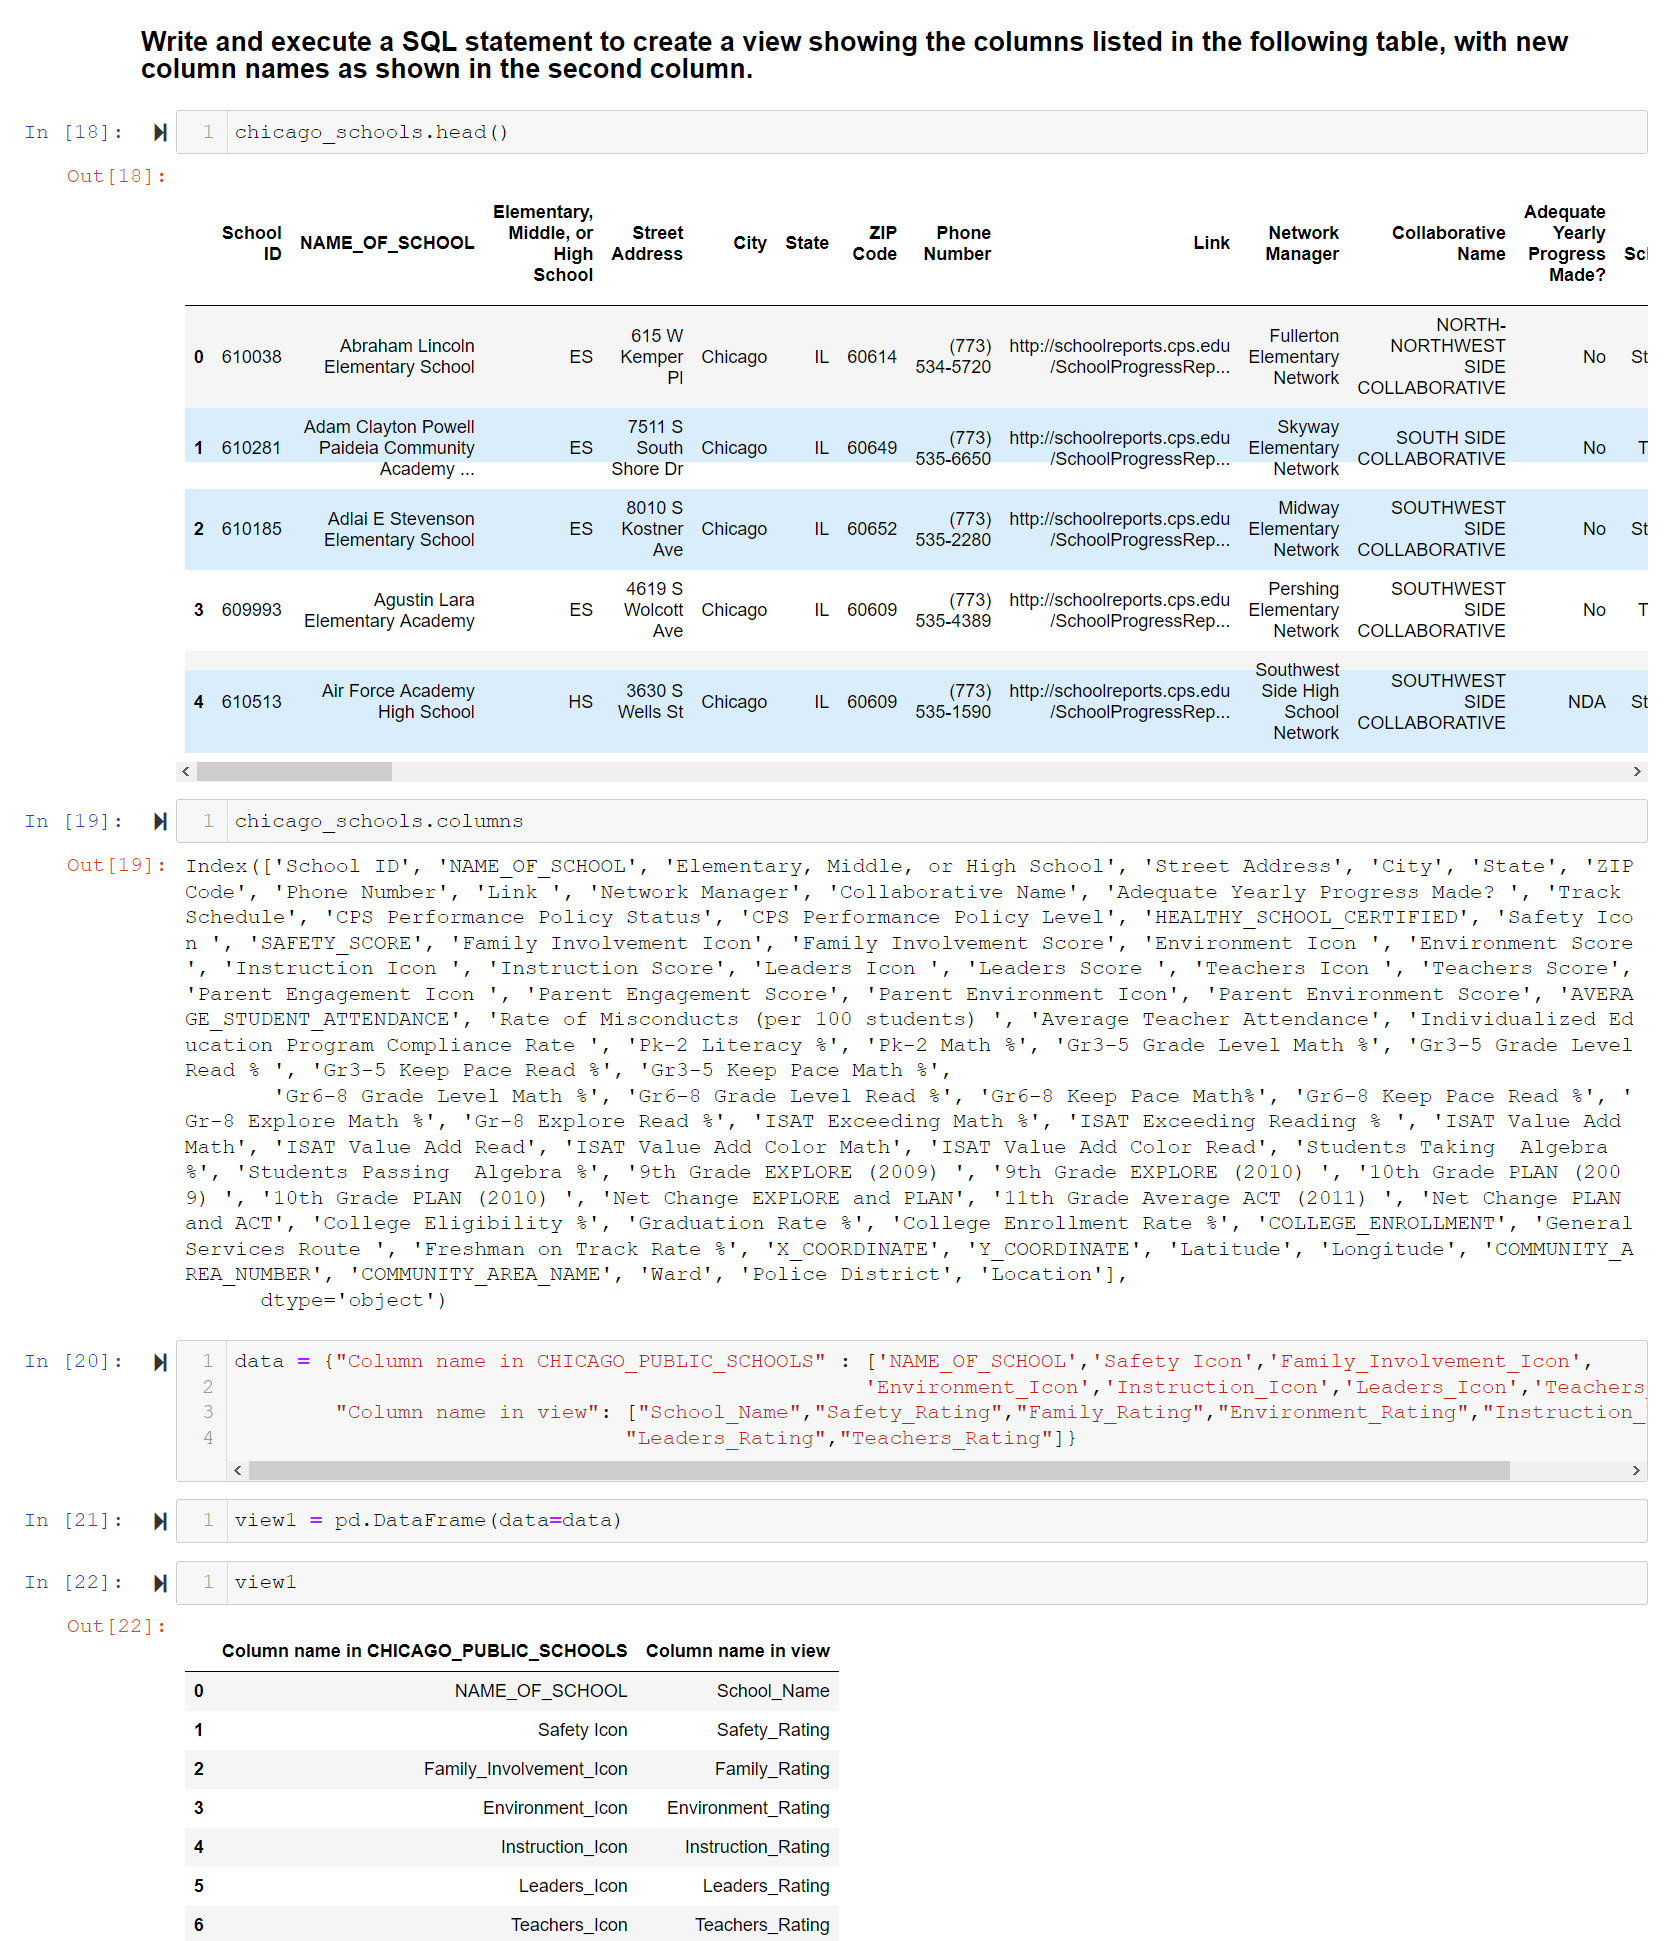 Write and execute a SQL statement to create a view showing the columns listed in the following table, with new
column names as shown in the second column.
In [18]: 1 chicago_schools.head()
Out[18]:
School ID NAME_OF_SCHOOL Elementary, Middle, or High School Street Address City State ZIP Code Phone Number Link Network Manager Collaborative Name Adequate Yearly Progress Made? Scl
0 610038 Abraham Lincoln Elementary School ES 615 W Kemper Pl Chicago IL 60614 (773) 534-5720 http://schoolreports.cps.edu /SchoolProgressRep... Fullerton Elementary Network NORTH- NORTHWEST SIDE COLLABORATIVE No St
1 610281 Adam Clayton Powell Paideia Community Academy ... ES 7511 S South Shore Dr Chicago IL 60649 (773) 535-6650 http://schoolreports.cps.edu /SchoolProgressRep... Skyway Elementary Network SOUTH SIDE COLLABORATIVE No T
2 610185 Adlai E Stevenson Elementary School ES 8010 S Kostner Ave Chicago IL 60652 (773) 535-2280 http://schoolreports.cps.edu /SchoolProgressRep... Midway Elementary Network SOUTHWEST SIDE COLLABORATIVE No St
3 609993 Agustin Lara Elementary Academy ES 4619 S Wolcott Ave Chicago IL 60609 (773) 535-4389 http://schoolreports.cps.edu /SchoolProgressRep... Pershing Elementary Network SOUTHWEST SIDE COLLABORATIVE No T
4 610513 Air Force Academy High School HS 3630 S Wells St Chicago IL 60609 (773) 535-1590 http://schoolreports.cps.edu /SchoolProgressRep... Southwest Side High School Network SOUTHWEST SIDE COLLABORATIVE NDA St
In [19]: 1 chicago_schools.columns
Out[19]: Index(['School ID', 'NAME_OF_SCHOOL', 'Elementary, Middle, or High School', 'Street Address', 'City', 'State', 'ZIP
Code', 'Phone Number', 'Link ', 'Network Manager', 'Collaborative Name', 'Adequate Yearly Progress Made? ', 'Track
Schedule', 'CPS Performance Policy Status', 'CPS Performance Policy Level', 'HEALTHY_SCHOOL_CERTIFIED', 'Safety Ico
n ', 'SAFETY_SCORE', 'Family Involvement Icon', 'Family Involvement Score', 'Environment Icon ', 'Environment Score
', 'Instruction Icon ', 'Instruction Score', 'Leaders Icon ', 'Leaders Score ', 'Teachers Icon ', 'Teachers Score',
'Parent Engagement Icon ', 'Parent Engagement Score', 'Parent Environment Icon', 'Parent Environment Score', 'AVERA
GE_STUDENT_ATTENDANCE', 'Rate of Misconducts (per 100 students) ', 'Average Teacher Attendance', 'Individualized Ed
ucation Program Compliance Rate ', 'Pk-2 Literacy %', 'Pk-2 Math %', 'Gr3-5 Grade Level Math %', 'Gr3-5 Grade Level
Read % ', 'Gr3-5 Keep Pace Read %', 'Gr3-5 Keep Pace Math %',
'Gr6-8 Grade Level Math %', 'Gr6-8 Grade Level Read %', 'Gr6-8 Keep Pace Math%', 'Gr6-8 Keep Pace Read %', '
Gr-8 Explore Math %', 'Gr-8 Explore Read %', 'ISAT Exceeding Math %', 'ISAT Exceeding Reading % ', 'ISAT Value Add
Math', 'ISAT Value Add Read', 'ISAT Value Add Color Math', 'ISAT Value Add Color Read', 'Students Taking  Algebra
%', 'Students Passing  Algebra %', '9th Grade EXPLORE (2009) ', '9th Grade EXPLORE (2010) ', '10th Grade PLAN (200
9) ', '10th Grade PLAN (2010) ', 'Net Change EXPLORE and PLAN', '11th Grade Average ACT (2011) ', 'Net Change PLAN
and ACT', 'College Eligibility %', 'Graduation Rate %', 'College Enrollment Rate %', 'COLLEGE_ENROLLMENT', 'General
Services Route ', 'Freshman on Track Rate %', 'X_COORDINATE', 'Y_COORDINATE', 'Latitude', 'Longitude', 'COMMUNITY_A
REA_NUMBER', 'COMMUNITY_AREA_NAME', 'Ward', 'Police District', 'Location'],
dtype='object')
In [20]: 1 data = {"Column name in CHICAGO_PUBLIC_SCHOOLS" : ['NAME_OF_SCHOOL','Safety Icon','Family_Involvement_Icon',
2 'Environment_Icon','Instruction_Icon','Leaders_Icon','Teachers_
3 "Column name in view": ["School_Name","Safety_Rating","Family_Rating","Environment_Rating","Instruction_
4 "Leaders_Rating","Teachers_Rating"]}
In [21]: 1 view1 = pd.DataFrame(data=data)
In [22]: 1 view1
Out[22]:
Column name in CHICAGO_PUBLIC_SCHOOLS Column name in view
0 NAME_OF_SCHOOL School_Name
1 Safety Icon Safety_Rating
2 Family_Involvement_Icon Family_Rating
3 Environment_Icon Environment_Rating
4 Instruction_Icon Instruction_Rating
5 Leaders_Icon Leaders_Rating
6 Teachers_Icon Teachers_Rating